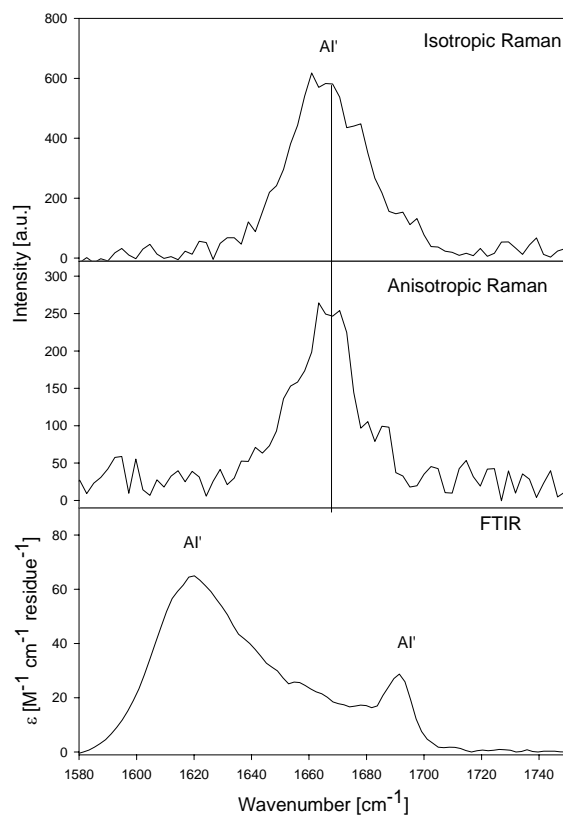 800
AI'
Isotropic Raman
600
400
200
0
Intensity [a.u.]
300
Anisotropic Raman
250
200
150
100
50
0
FTIR
80
AI'
60
AI'
40
20
0
ε [M⁻¹ cm⁻¹ residue⁻¹]
1580 1600 1620 1640 1660 1680 1700 1720 1740
Wavenumber [cm⁻¹]